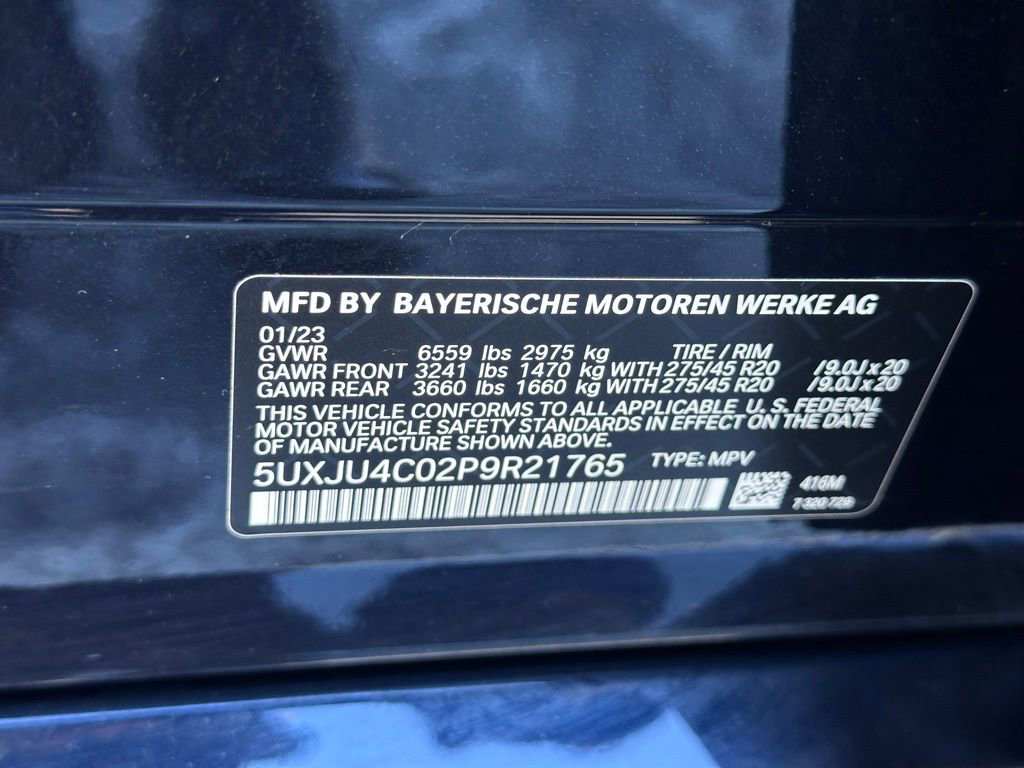 MFD BY BAYERISCHE MOTOREN WERKE AG
01/23
GVWR 6559 lbs 2975 kg TIRE / RIM
GAWR FRONT 3241 lbs 1470 kg WITH 275/45 R20 /9.0J x 20
GAWR REAR 3660 lbs 1660 kg WITH 275/45 R20 /9.0J x 20
THIS VEHICLE CONFORMS TO ALL APPLICABLE U. S. FEDERAL
MOTOR VEHICLE SAFETY STANDARDS IN EFFECT ON THE DATE
OF MANUFACTURE SHOWN ABOVE.
5UXJU4C02P9R21765 TYPE: MPV
416M
7 320 728